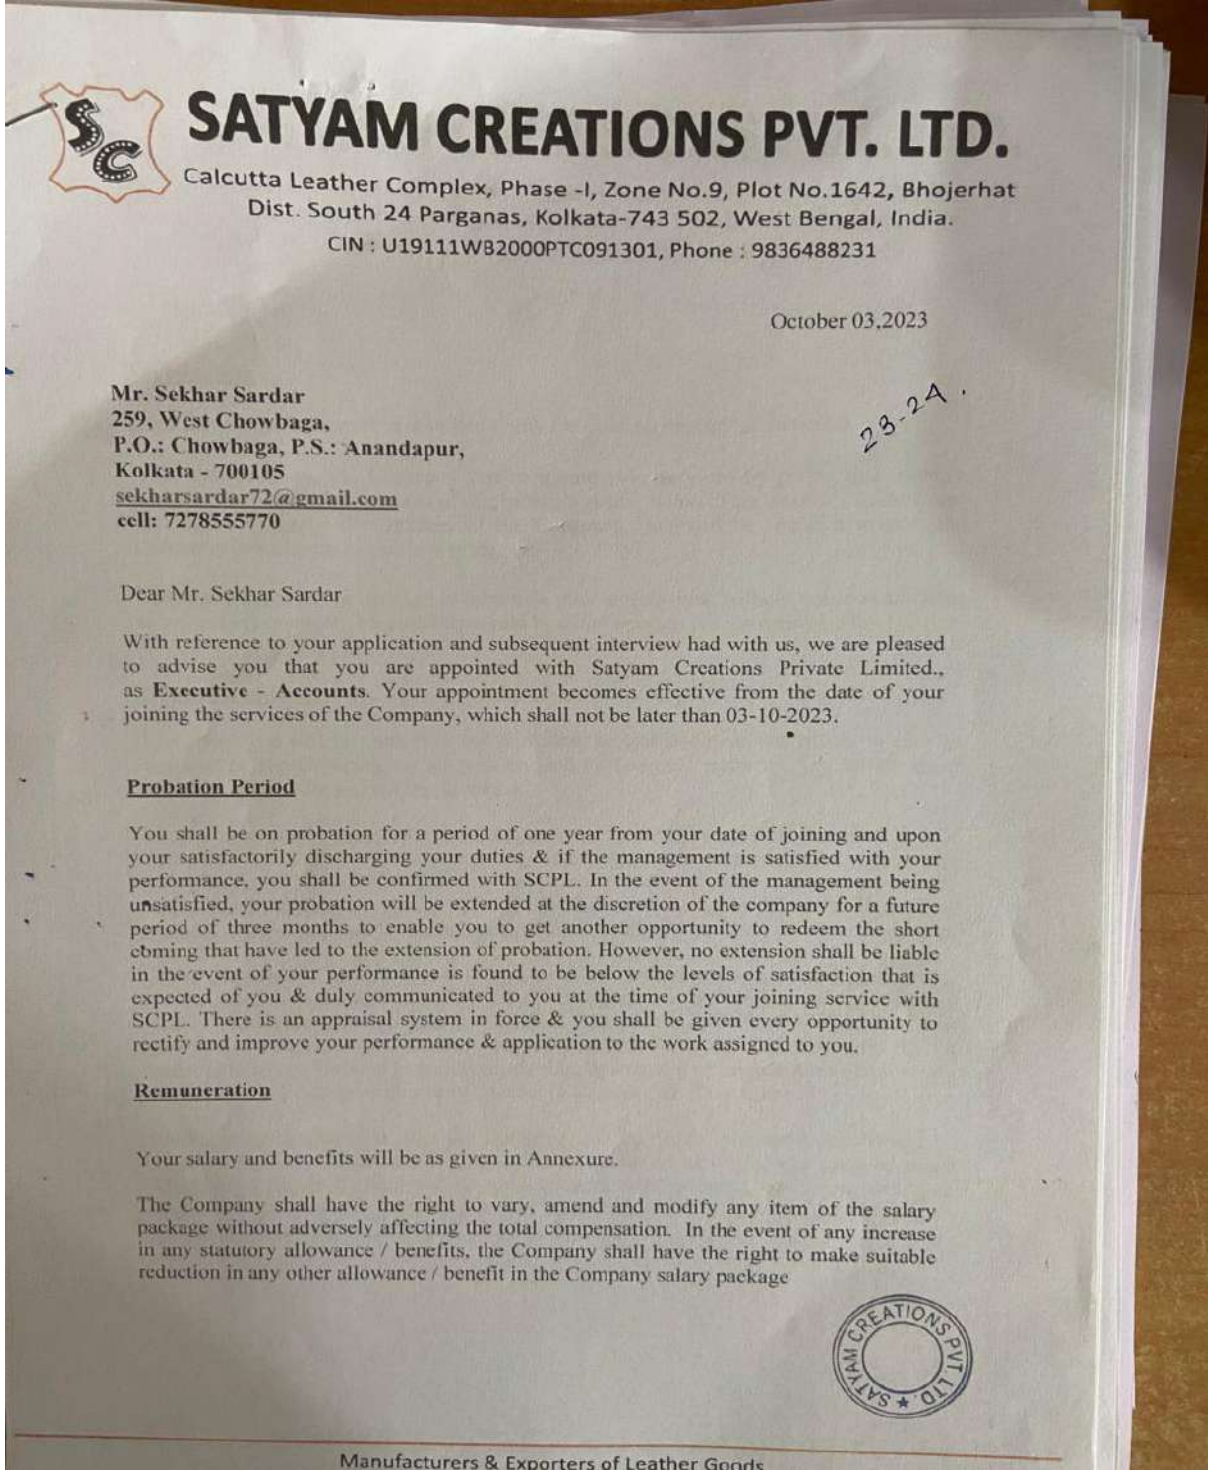 SC
SATYAM CREATIONS PVT. LTD.
Calcutta Leather Complex, Phase -I, Zone No.9, Plot No.1642, Bhojerhat
Dist. South 24 Parganas, Kolkata-743 502, West Bengal, India.
CIN : U19111WB2000PTC091301, Phone : 9836488231
October 03,2023
23-24.
Mr. Sekhar Sardar
259, West Chowbaga,
P.O.: Chowbaga, P.S.: Anandapur,
Kolkata - 700105
sekharsardar72@gmail.com
cell: 7278555770
Dear Mr. Sekhar Sardar
With reference to your application and subsequent interview had with us, we are pleased
to advise you that you are appointed with Satyam Creations Private Limited.,
as Executive - Accounts. Your appointment becomes effective from the date of your
joining the services of the Company, which shall not be later than 03-10-2023.
Probation Period
You shall be on probation for a period of one year from your date of joining and upon
your satisfactorily discharging your duties & if the management is satisfied with your
performance, you shall be confirmed with SCPL. In the event of the management being
unsatisfied, your probation will be extended at the discretion of the company for a future
period of three months to enable you to get another opportunity to redeem the short
coming that have led to the extension of probation. However, no extension shall be liable
in the event of your performance is found to be below the levels of satisfaction that is
expected of you & duly communicated to you at the time of your joining service with
SCPL. There is an appraisal system in force & you shall be given every opportunity to
rectify and improve your performance & application to the work assigned to you.
Remuneration
Your salary and benefits will be as given in Annexure.
The Company shall have the right to vary, amend and modify any item of the salary
package without adversely affecting the total compensation. In the event of any increase
in any statutory allowance / benefits, the Company shall have the right to make suitable
reduction in any other allowance / benefit in the Company salary package
SATYAM CREATIONS PVT. LTD. ★
Manufacturers & Exporters of Leather Goods